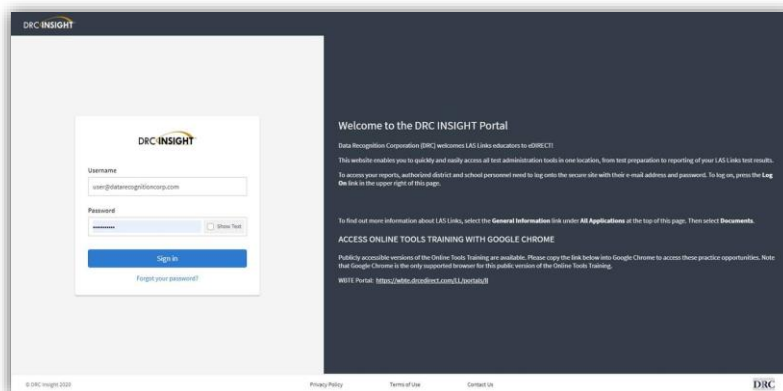 DRC INSIGHT
DRC INSIGHT
Username
user@datarecognitioncorp.com
Password
Show Text
Sign in
Forgot your password?
Welcome to the DRC INSIGHT Portal
Data Recognition Corporation (DRC) welcomes LAS Links educators to eDIRECT!
This website enables you to quickly and easily access all test administration tools in one location, from test preparation to reporting of your LAS Links test results.
To access your reports, authorized district and school personnel need to log onto the secure site with their e-mail address and password. To log on, press the Log
On link in the upper right of this page.
To find out more information about LAS Links, select the General Information link under All Applications at the top of this page. Then select Documents.
ACCESS ONLINE TOOLS TRAINING WITH GOOGLE CHROME
Publicly accessible versions of the Online Tools Training are available. Please copy the link below into Google Chrome to access these practice opportunities. Note
that Google Chrome is the only supported browser for this public version of the Online Tools Training.
WBTE Portal:
© DRC Insight 2020
Privacy Policy
Terms of Use
Contact Us
DRC